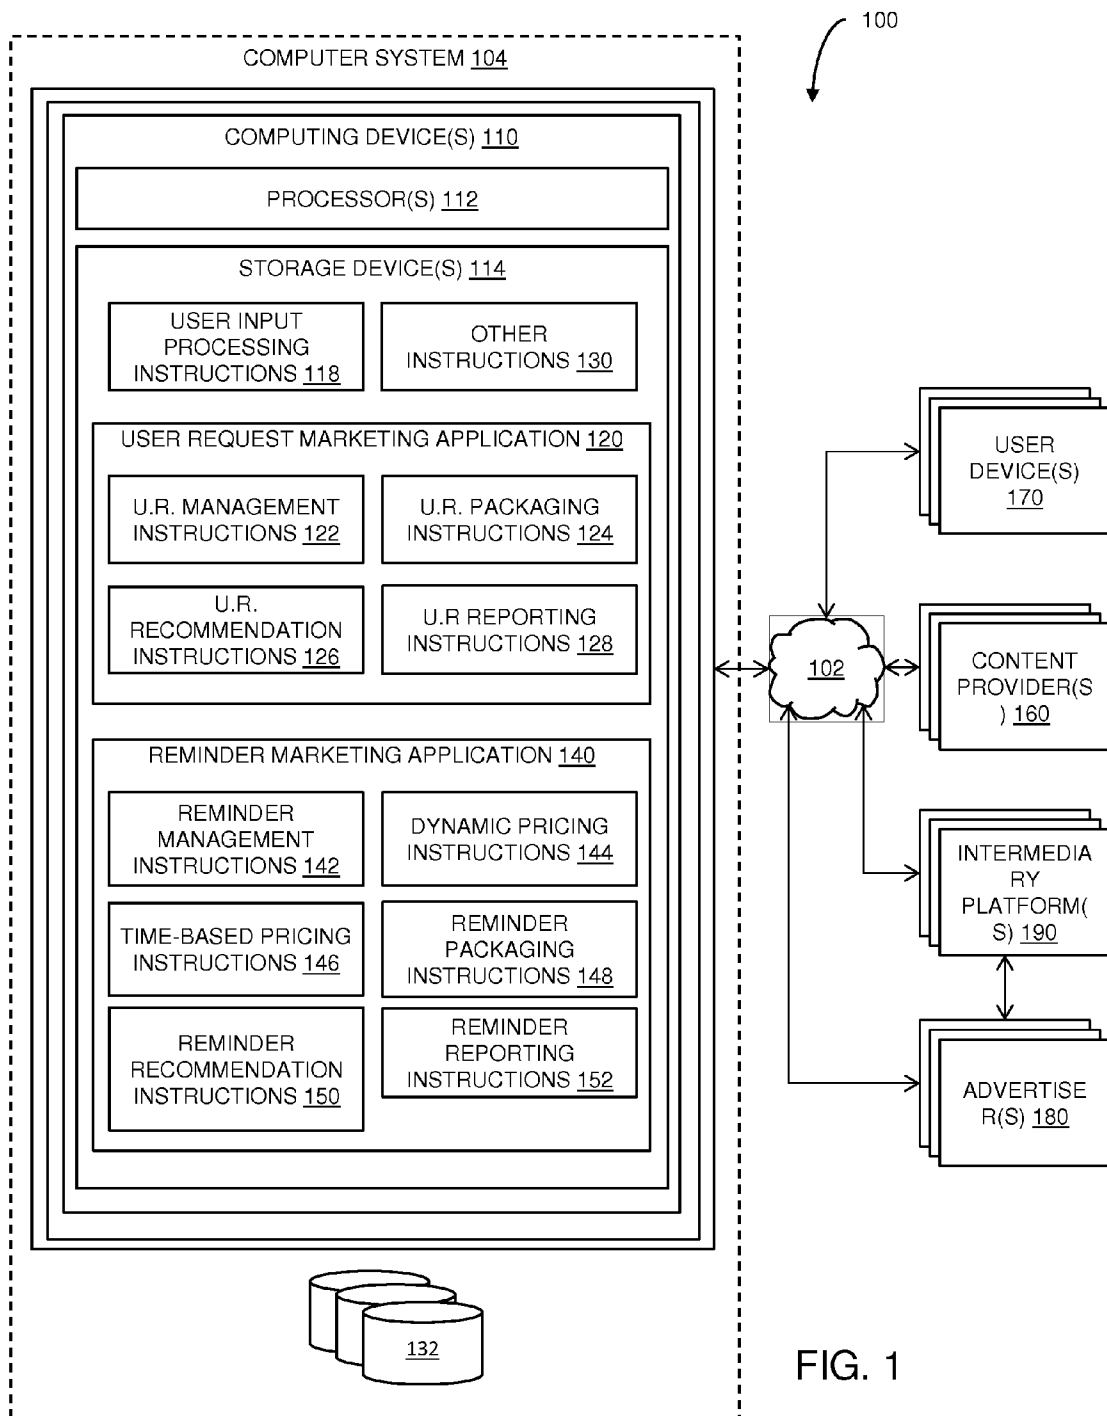 100
COMPUTER SYSTEM 104
COMPUTING DEVICE(S) 110
PROCESSOR(S) 112
STORAGE DEVICE(S) 114
USER INPUT
PROCESSING
INSTRUCTIONS 118
OTHER
INSTRUCTIONS 130
USER REQUEST MARKETING APPLICATION 120
U.R. MANAGEMENT
INSTRUCTIONS 122
U.R. PACKAGING
INSTRUCTIONS 124
U.R.
RECOMMENDATION
INSTRUCTIONS 126
U.R REPORTING
INSTRUCTIONS 128
REMINDER MARKETING APPLICATION 140
REMINDER
MANAGEMENT
INSTRUCTIONS 142
DYNAMIC PRICING
INSTRUCTIONS 144
TIME-BASED PRICING
INSTRUCTIONS 146
REMINDER
PACKAGING
INSTRUCTIONS 148
REMINDER
RECOMMENDATION
INSTRUCTIONS 150
REMINDER
REPORTING
INSTRUCTIONS 152
132
102
USER
DEVICE(S)
170
CONTENT
PROVIDER(S
) 160
INTERMEDIA
RY
PLATFORM(
S) 190
ADVERTISE
R(S) 180
FIG. 1